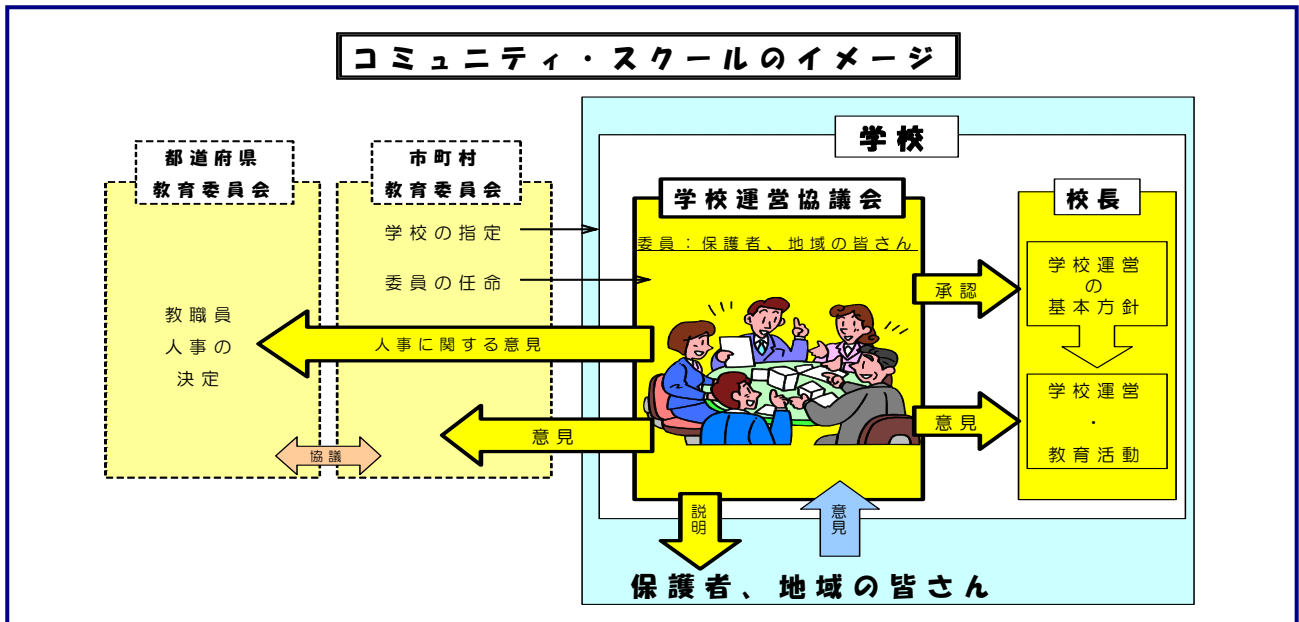 コミュニティ・スクールのイメージ
都道府県
教育委員会
教職員
人事の
決定
市町村
教育委員会
学校の指定
委員の任命
人事に関する意見
意見
協議
学校
学校運営協議会
委員：保護者、地域の皆さん
承認
意見
校長
学校運営
の
基本方針
学校運営
・
教育活動
説明
意見
保護者、地域の皆さん